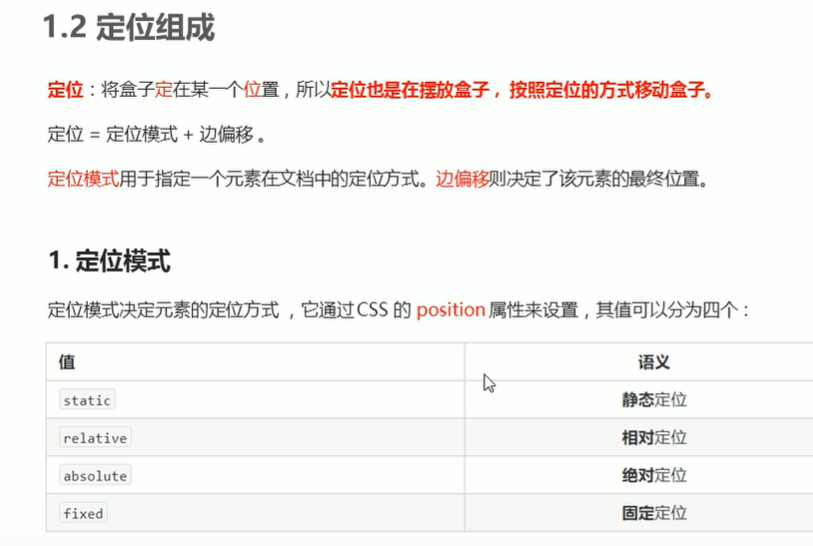 1.2 定位组成
定位：将盒子定在某一个位置，所以定位也是在摆放盒子，按照定位的方式移动盒子。
定位 = 定位模式 + 边偏移 。
定位模式用于指定一个元素在文档中的定位方式。边偏移则决定了该元素的最终位置。
1. 定位模式
定位模式决定元素的定位方式 ，它通过 CSS 的 position 属性来设置，其值可以分为四个：
值 语义
static 静态定位
relative 相对定位
absolute 绝对定位
fixed 固定定位